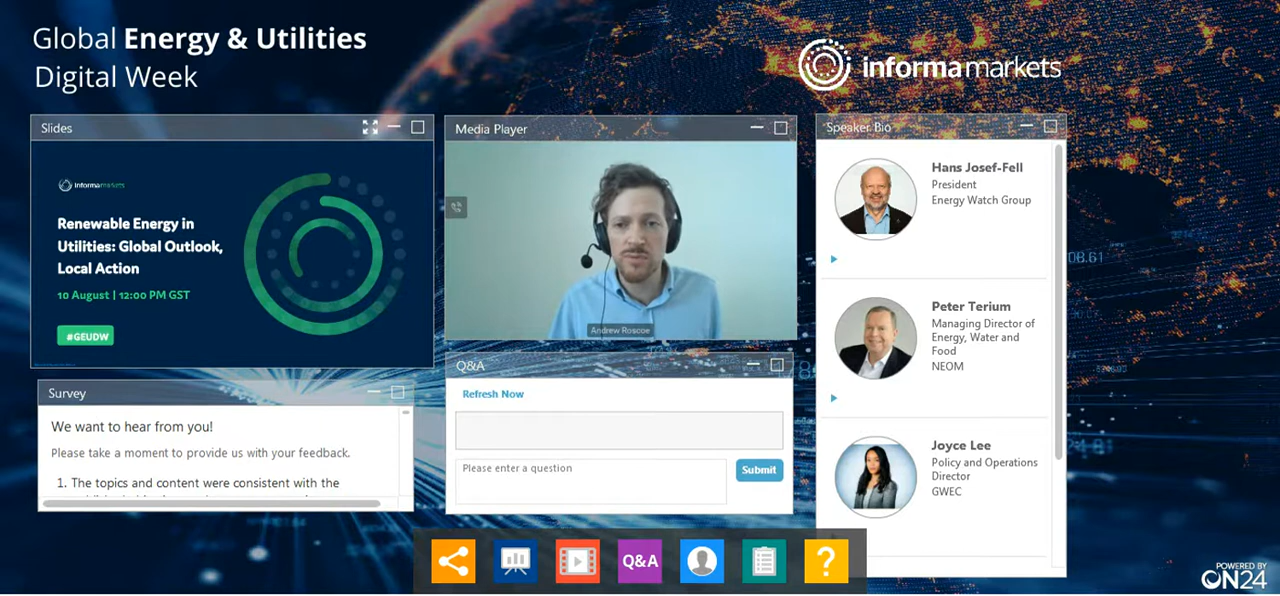 Global Energy & Utilities
Digital Week
informa markets
Slides
informa markets
Renewable Energy in
Utilities: Global Outlook,
Local Action
10 August | 12:00 PM GST
#GEUDW
Survey
We want to hear from you!
Please take a moment to provide us with your feedback.
1. The topics and content were consistent with the
Media Player
Andrew Roscoe
Q&A
Refresh Now
Please enter a question
Submit
Speaker Bio
Hans Josef-Fell
President
Energy Watch Group
Peter Terium
Managing Director of
Energy, Water and
Food
NEOM
Joyce Lee
Policy and Operations
Director
GWEC
08.61
Q&A
?
POWERED BY
ON24